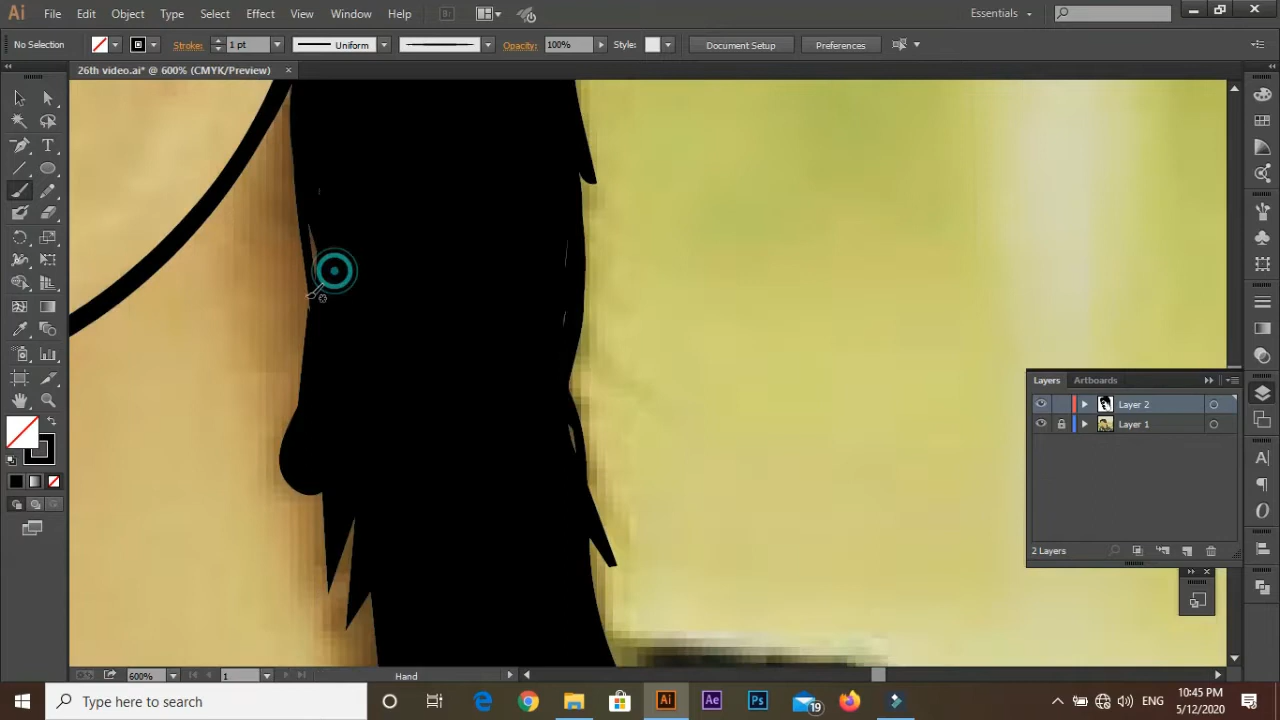 Ai File Edit Object Type Select Effect View Window Help Br Essentials
No Selection Stroke: 1 pt Uniform Opacity: 100% Style: Document Setup Preferences
26th video.ai* @ 600% (CMYK/Preview)
Layers Artboards
Layer 2
Layer 1
2 Layers
600% 1 Hand
Type here to search Ai Ae Ps 19 ENG 10:45 PM
5/12/2020